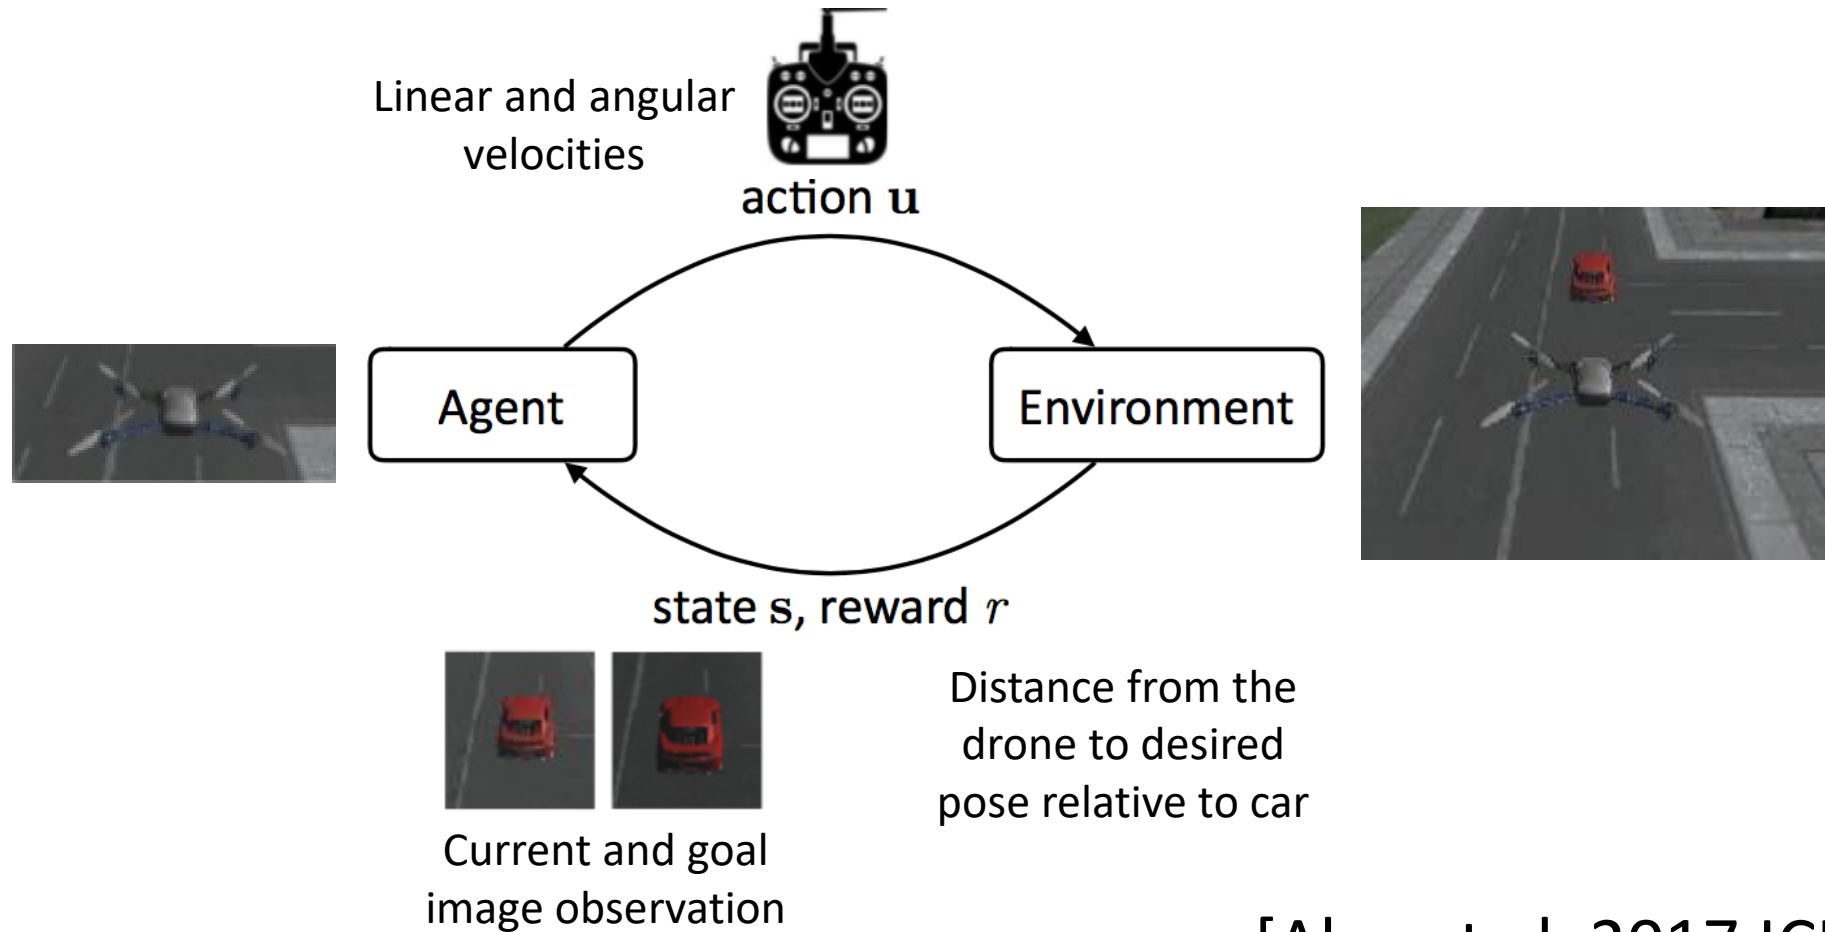 Linear and angular
velocities
action u
Agent
Environment
state s, reward r
Current and goal
image observation
Distance from the
drone to desired
pose relative to car